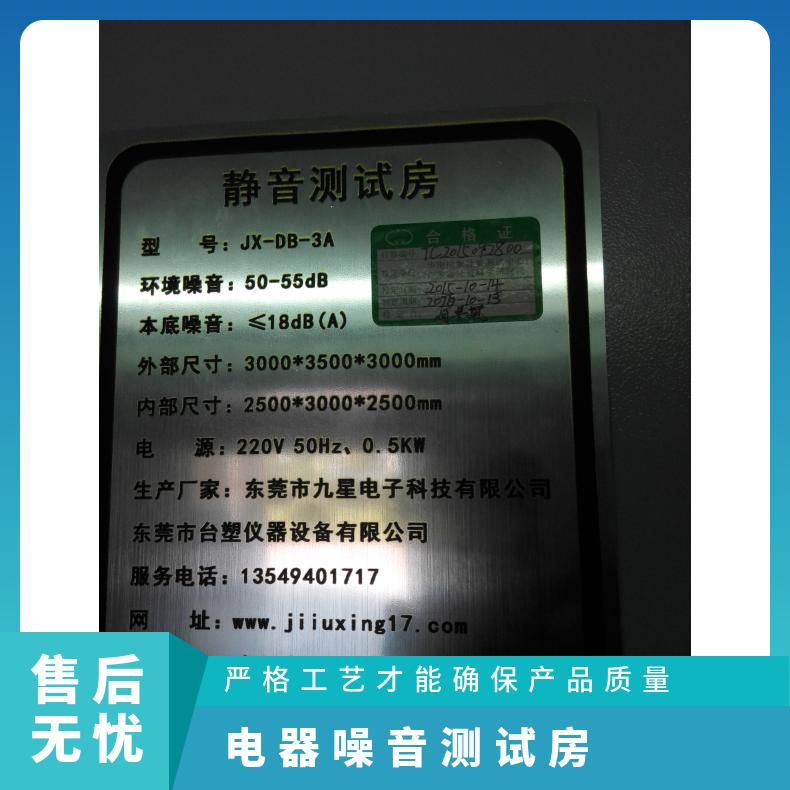 静音测试房
型 号：JX-DB-3A
合格证
环境噪音：50-55dB
2015-10-14
2016-10-13
本底噪音：≤18dB(A)
外部尺寸：3000*3500*3000mm
内部尺寸：2500*3000*2500mm
电 源：220V 50Hz、0.5KW
生产厂家：东莞市九星电子科技有限公司
东莞市台塑仪器设备有限公司
服务电话：13549401717
网 址：www.jiiuxing17.com
售后无忧
严格工艺才能确保产品质量
电器噪音测试房